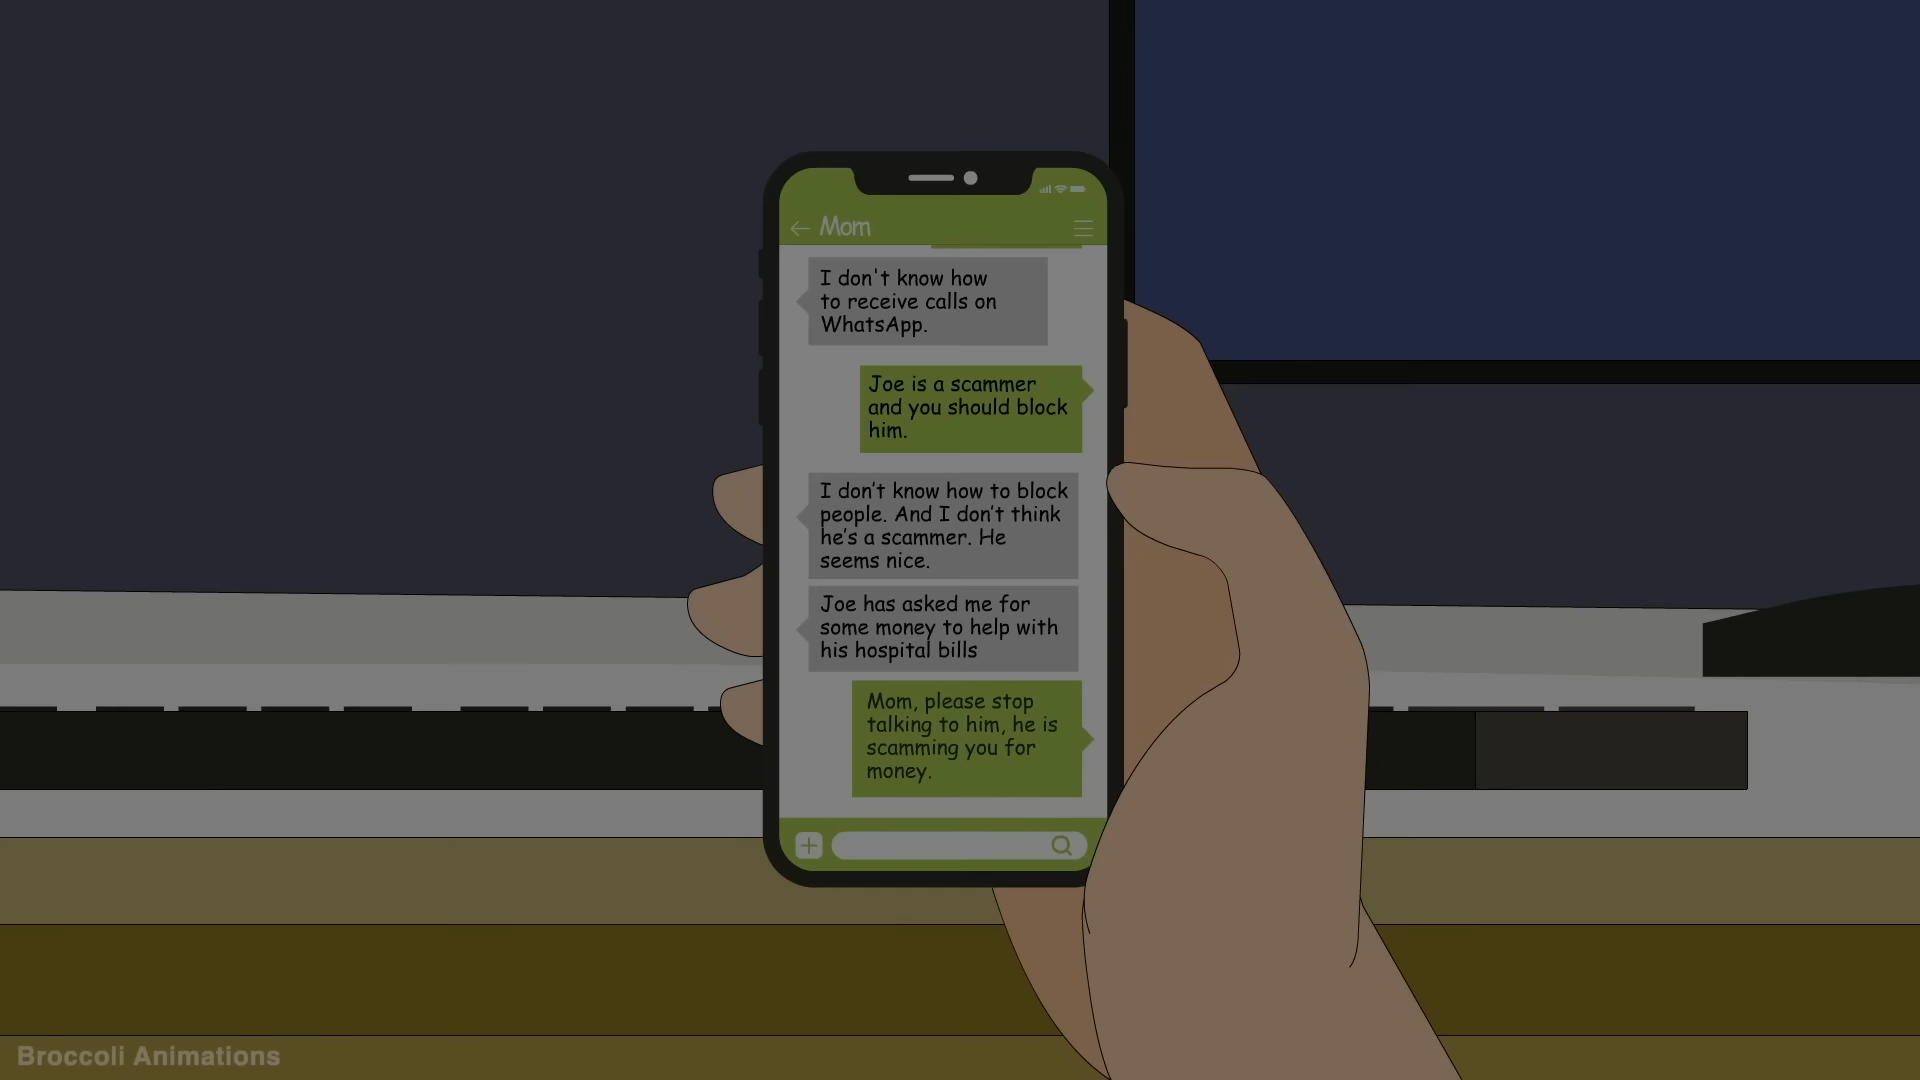 Mom
I don't know how
to receive calls on
WhatsApp.
Joe is a scammer
and you should block
him.
I don’t know how to block
people. And I don’t think
he’s a scammer. He
seems nice.
Joe has asked me for
some money to help with
his hospital bills
Mom, please stop
talking to him, he is
scamming you for
money.
Broccoli Animations